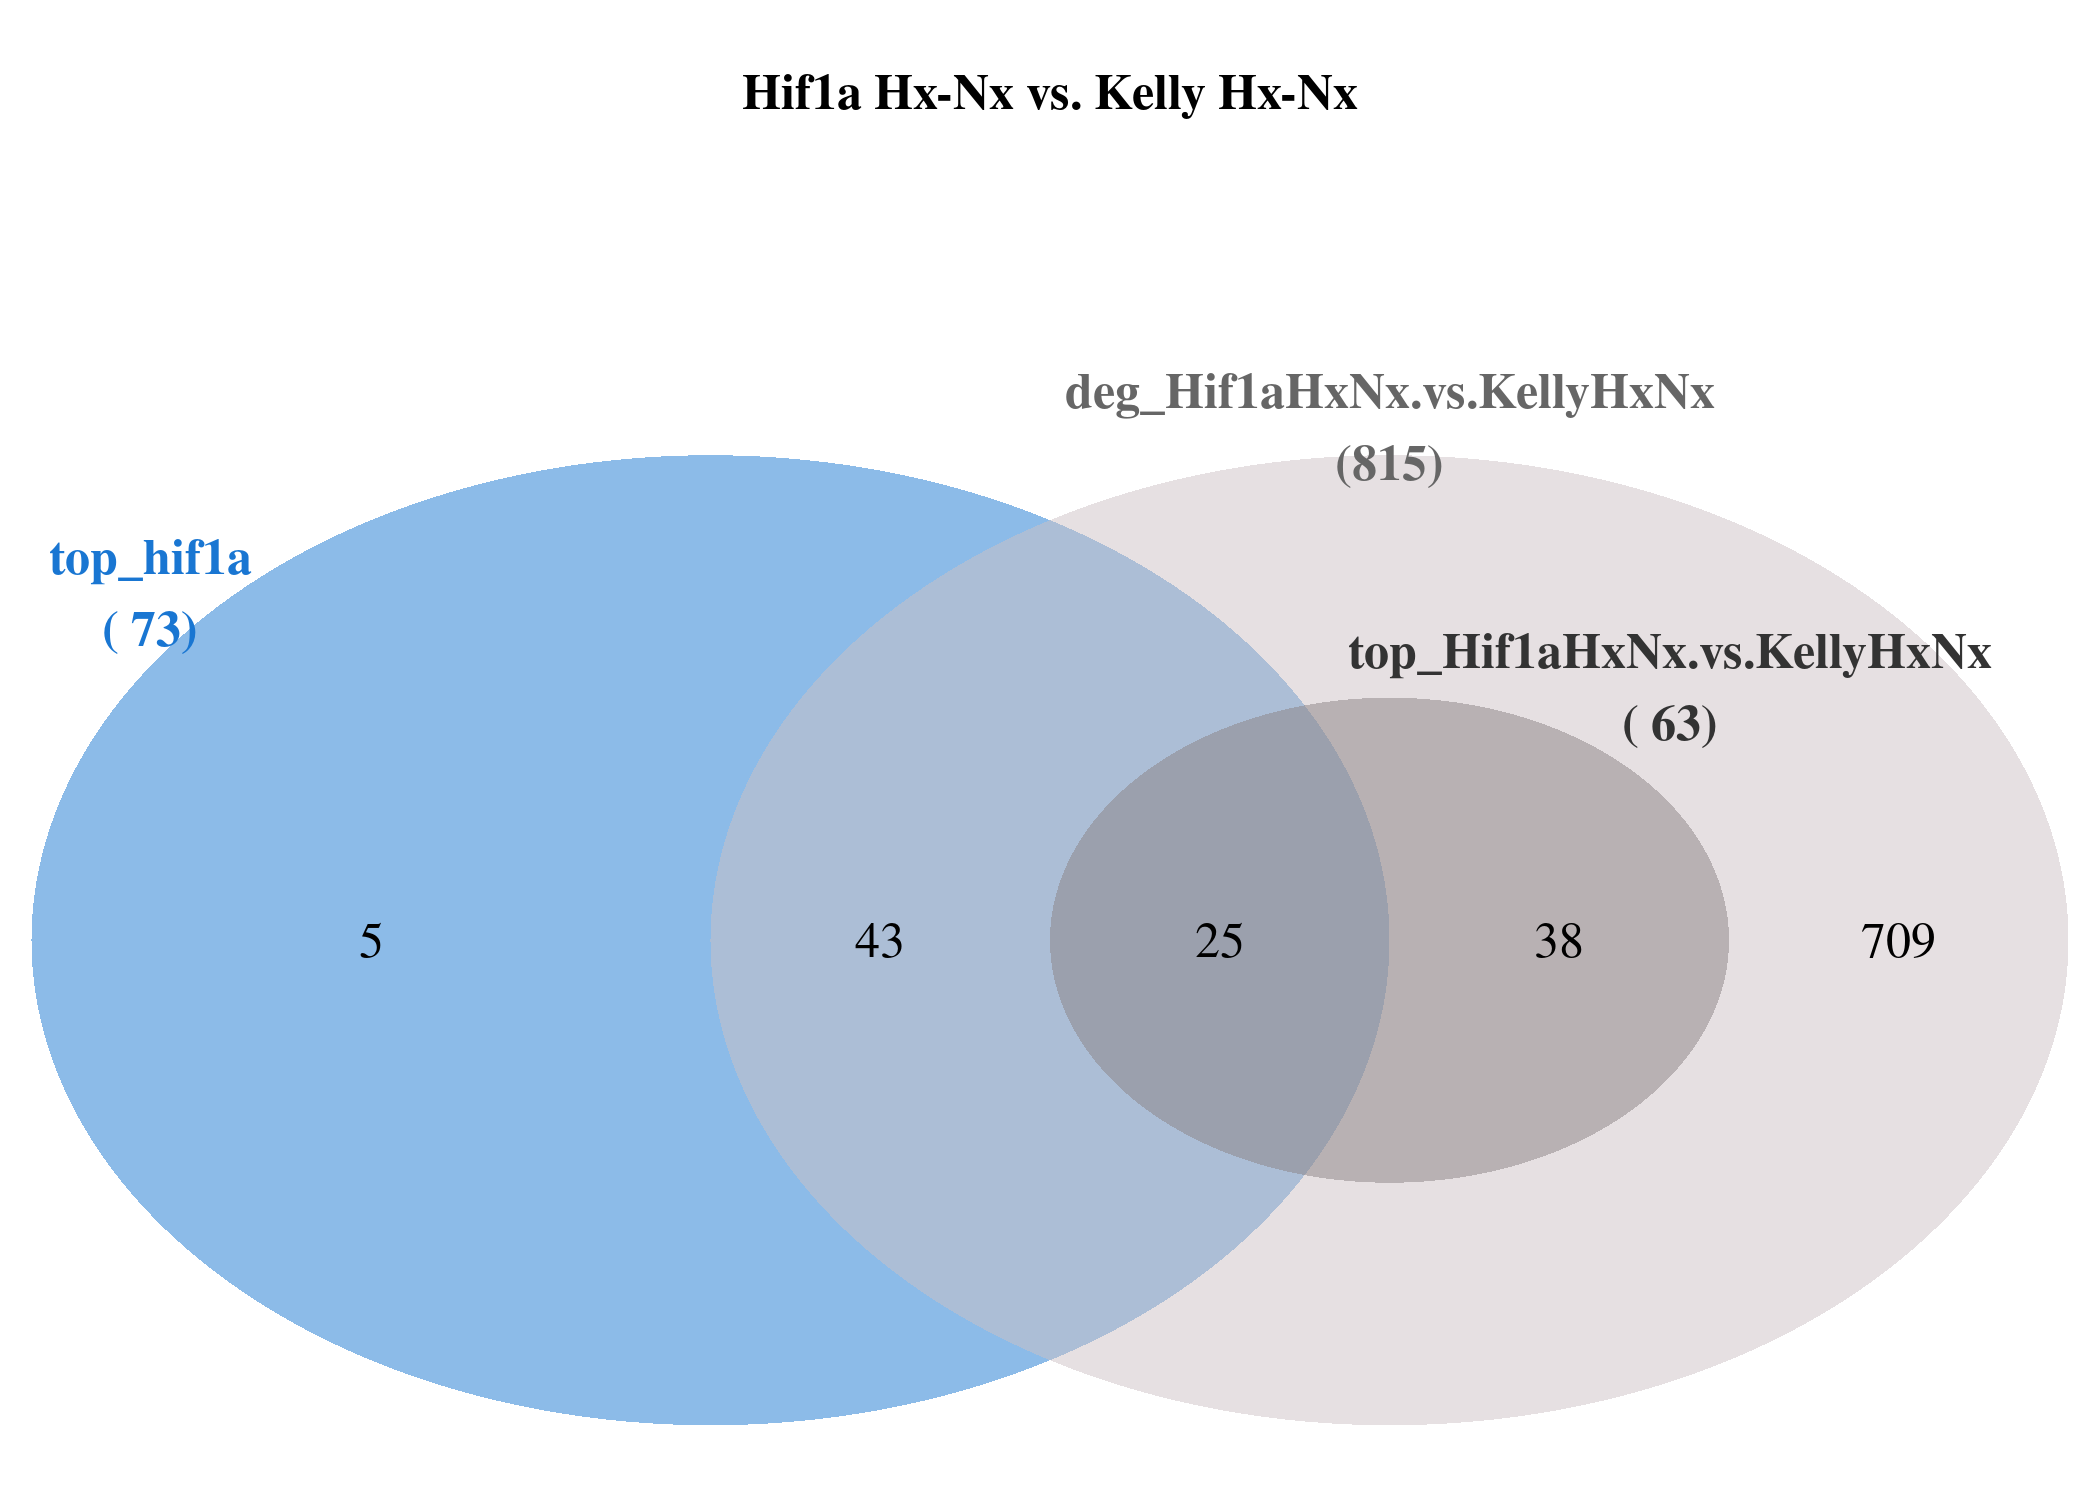 Hif1a Hx-Nx vs. Kelly Hx-Nx
deg_Hif1aHxNx.vs.KellyHxNx
(815)
top_hif1a
( 73)
top_Hif1aHxNx.vs.KellyHxNx
( 63)
5
43
25
38
709